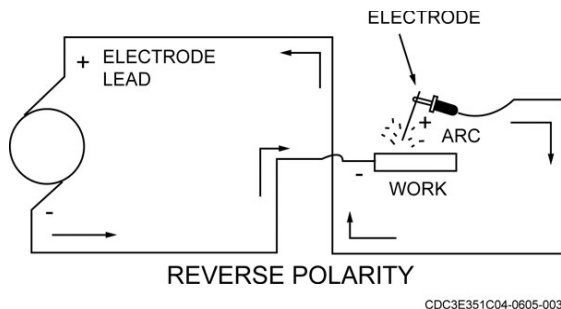 ELECTRODE
+ ELECTRODE
LEAD
+
ARC
-
WORK
-
REVERSE POLARITY
CDC3E351C04-0605-003